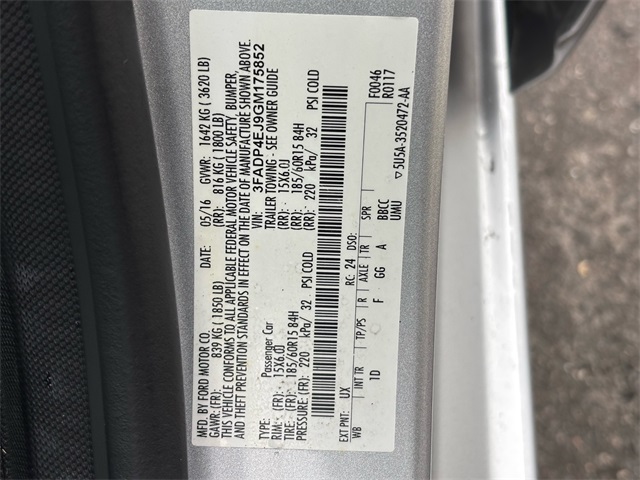 MFD. BY FORD MOTOR CO. DATE: 05/16 GVWR: 1642 KG ( 3620 LB)
GAWR: (FR): 839 KG ( 1850 LB) (RR): 816 KG ( 1800 LB)
THIS VEHICLE CONFORMS TO ALL APPLICABLE FEDERAL MOTOR VEHICLE SAFETY, BUMPER,
AND THEFT PREVENTION STANDARDS IN EFFECT ON THE DATE OF MANUFACTURE SHOWN ABOVE.
VIN: 3FADP4EJ9GM175852
TYPE: Passenger Car TRAILER TOWING - SEE OWNER GUIDE
RIM: (FR): 15X6.0J (RR): 15X6.0J
TIRE: (FR): 185/60R15 84H (RR): 185/60R15 84H
PRESSURE: (FR): 220 kPa/ 32 PSI COLD (RR): 220 kPa/ 32 PSI COLD
F0046
R0117
EXT PNT: UX RC: 24 DSO:
WB INT TR TP/PS R AXLE TR SPR BBCC
1D F GG A UMU
▽5U5A-3520472-AA